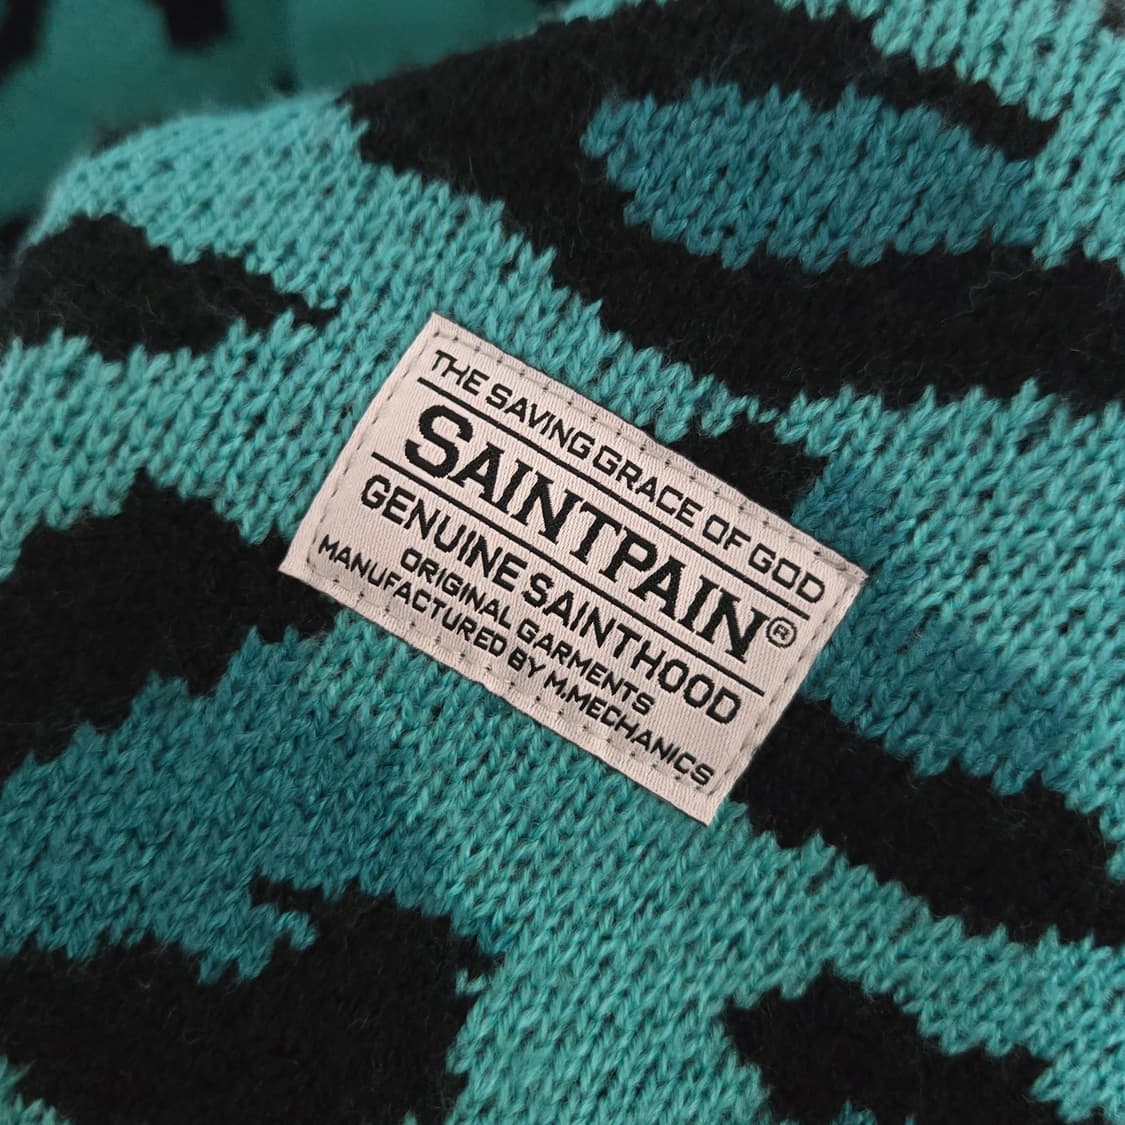 THE SAVING GRACE OF GOD
SAINTPAIN®
GENUINE SAINTHOOD
ORIGINAL GARMENTS
MANUFACTURED BY M.MECHANICS